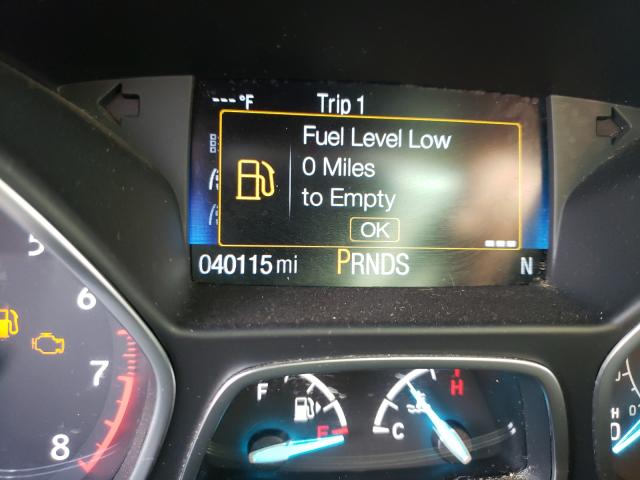 ---°F Trip 1
Fuel Level Low
0 Miles
to Empty
OK
040115 mi PRNDS N
5
6
7
8
F
E
H
C